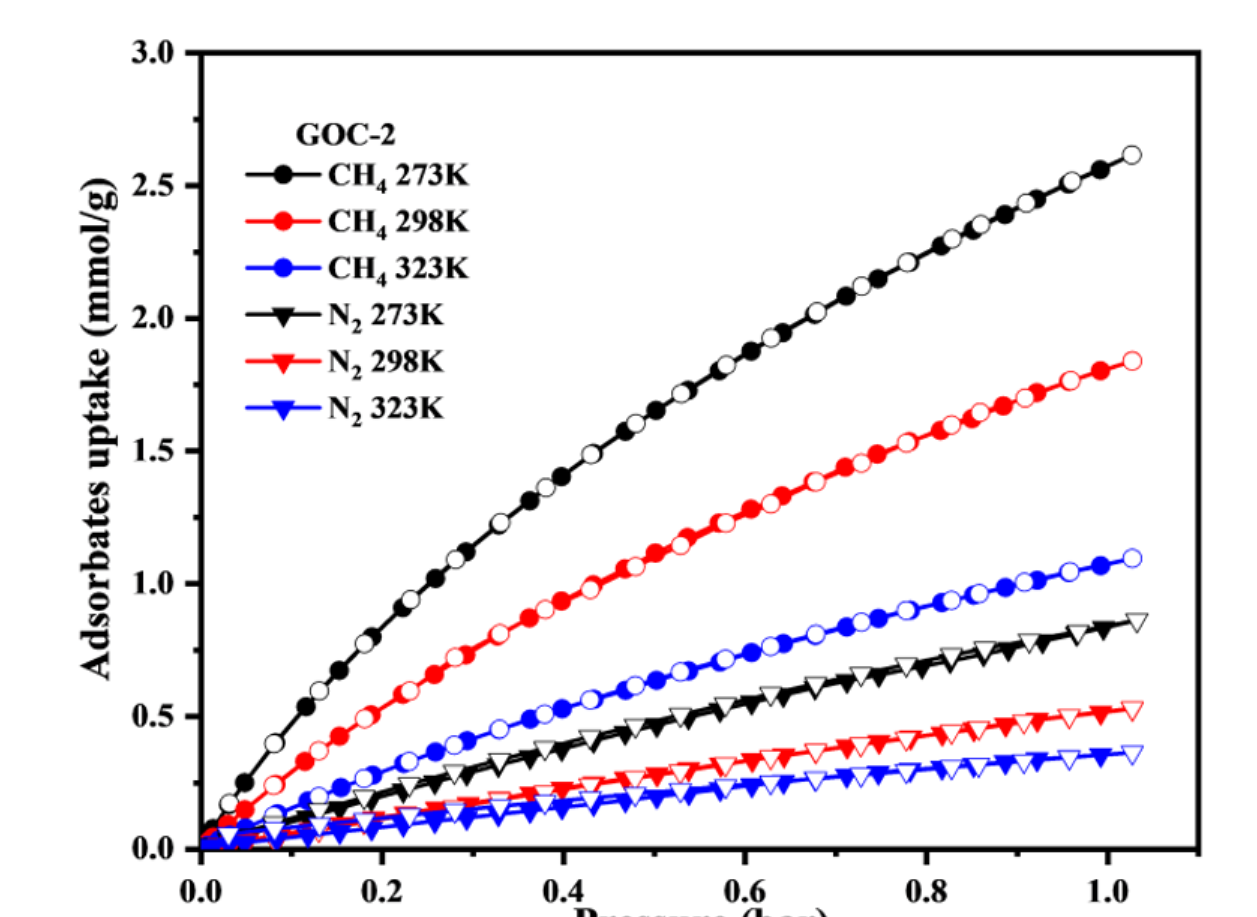 3.0
GOC-2
CH4 273K
CH4 298K
CH4 323K
N2 273K
N2 298K
N2 323K
2.5
2.0
1.5
1.0
0.5
0.0
Adsorbates uptake (mmol/g)
0.0 0.2 0.4 0.6 0.8 1.0
Pressure (bar)